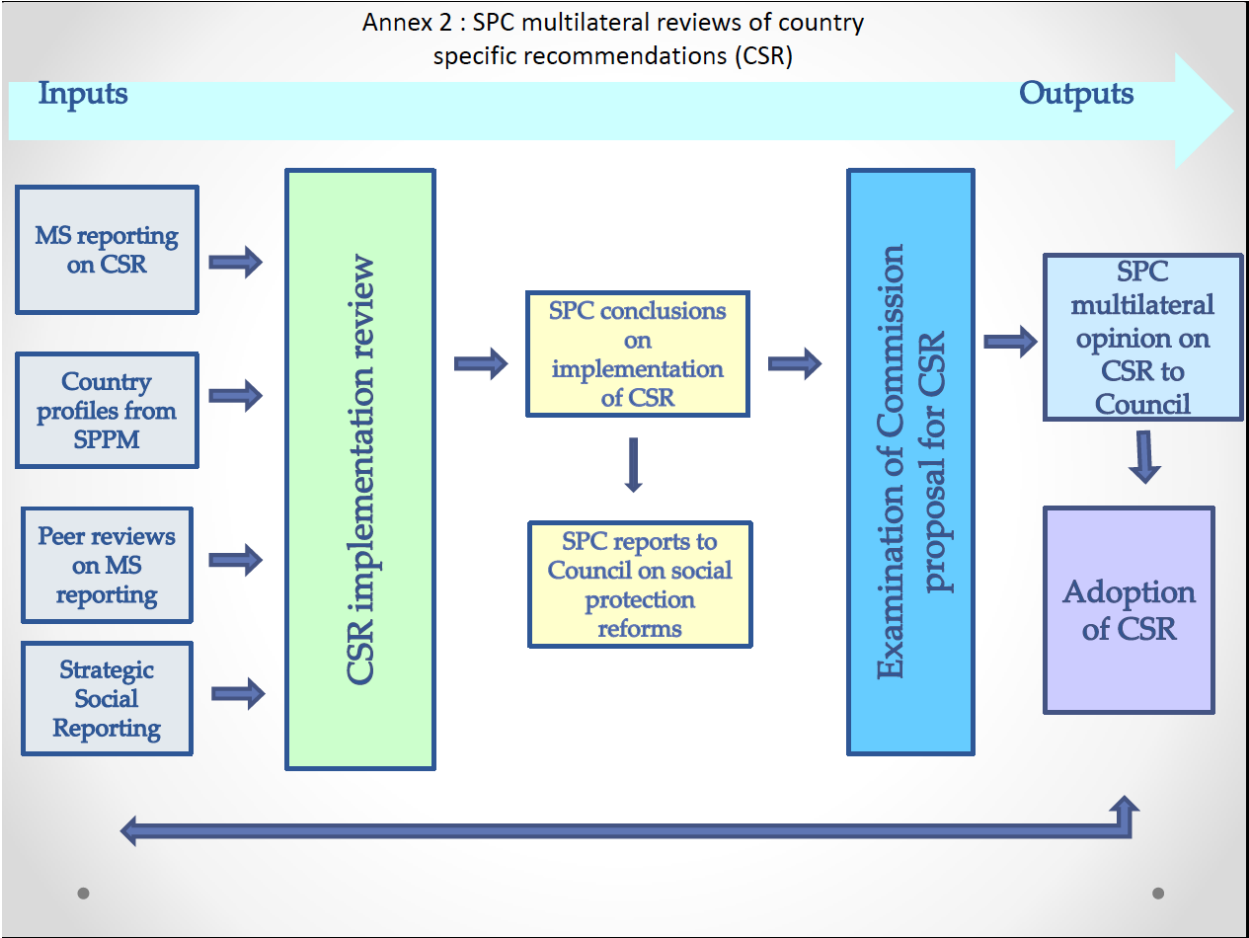 Annex 2 : SPC multilateral reviews of country
specific recommendations (CSR)
Inputs
Outputs
MS reporting
on CSR
Country
profiles from
SPPM
Peer reviews
on MS
reporting
Strategic
Social
Reporting
CSR implementation review
SPC conclusions
on
implementation
of CSR
SPC reports to
Council on social
protection
reforms
Examination of Commission
proposal for CSR
SPC
multilateral
opinion on
CSR to
Council
Adoption
of CSR